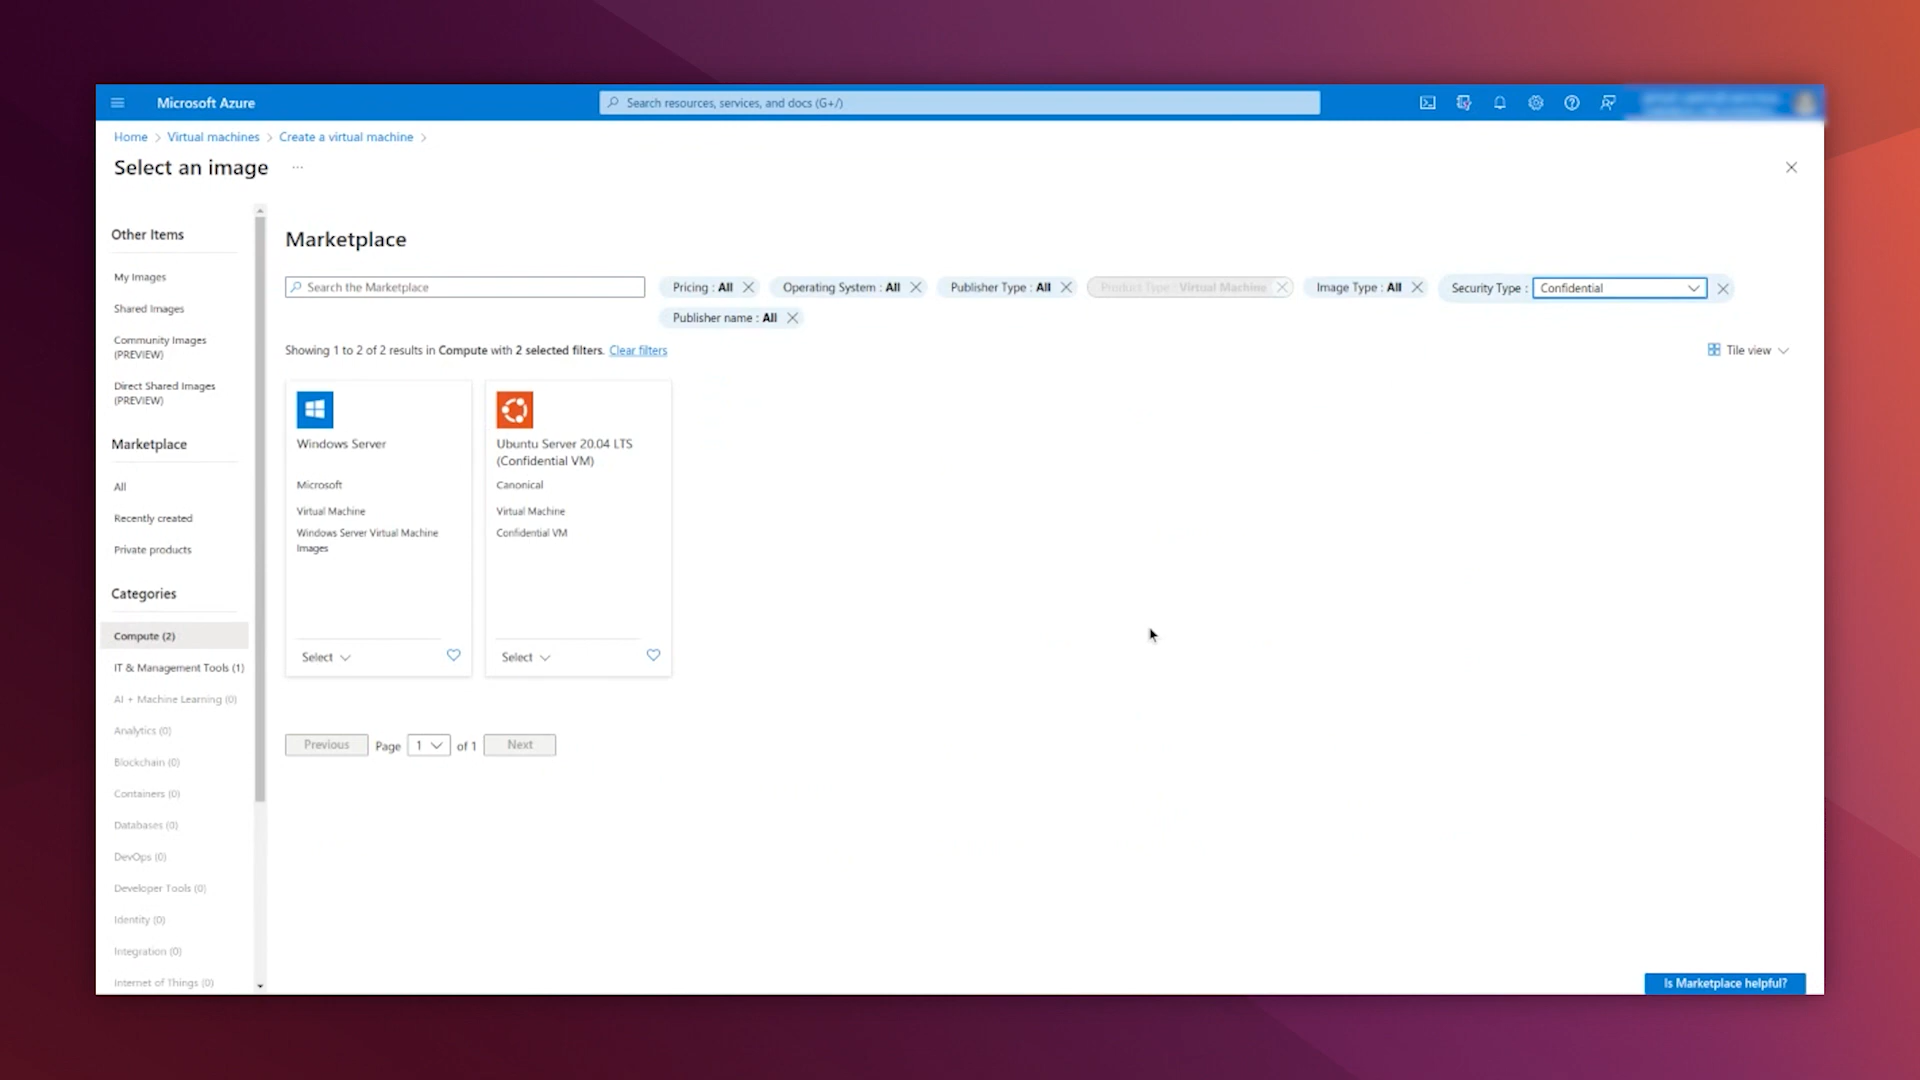 Microsoft Azure
Search resources, services, and docs (G+/)
Home > Virtual machines > Create a virtual machine >
Select an image ...
Other Items
My Images
Shared Images
Community Images
(PREVIEW)
Direct Shared Images
(PREVIEW)
Marketplace
All
Recently created
Private products
Categories
Compute (2)
IT & Management Tools (1)
AI + Machine Learning (0)
Analytics (0)
Blockchain (0)
Containers (0)
Databases (0)
DevOps (0)
Developer Tools (0)
Identity (0)
Integration (0)
Internet of Things (0)
Marketplace
Search the Marketplace
Pricing : All
Operating System : All
Publisher Type : All
Product Type : Virtual Machine
Image Type : All
Security Type : Confidential
Publisher name : All
Showing 1 to 2 of 2 results in Compute with 2 selected filters. Clear filters
Tile view
Windows Server
Microsoft
Virtual Machine
Windows Server Virtual Machine
Images
Select
Ubuntu Server 20.04 LTS
(Confidential VM)
Canonical
Virtual Machine
Confidential VM
Select
Previous Page 1 of 1 Next
Is Marketplace helpful?